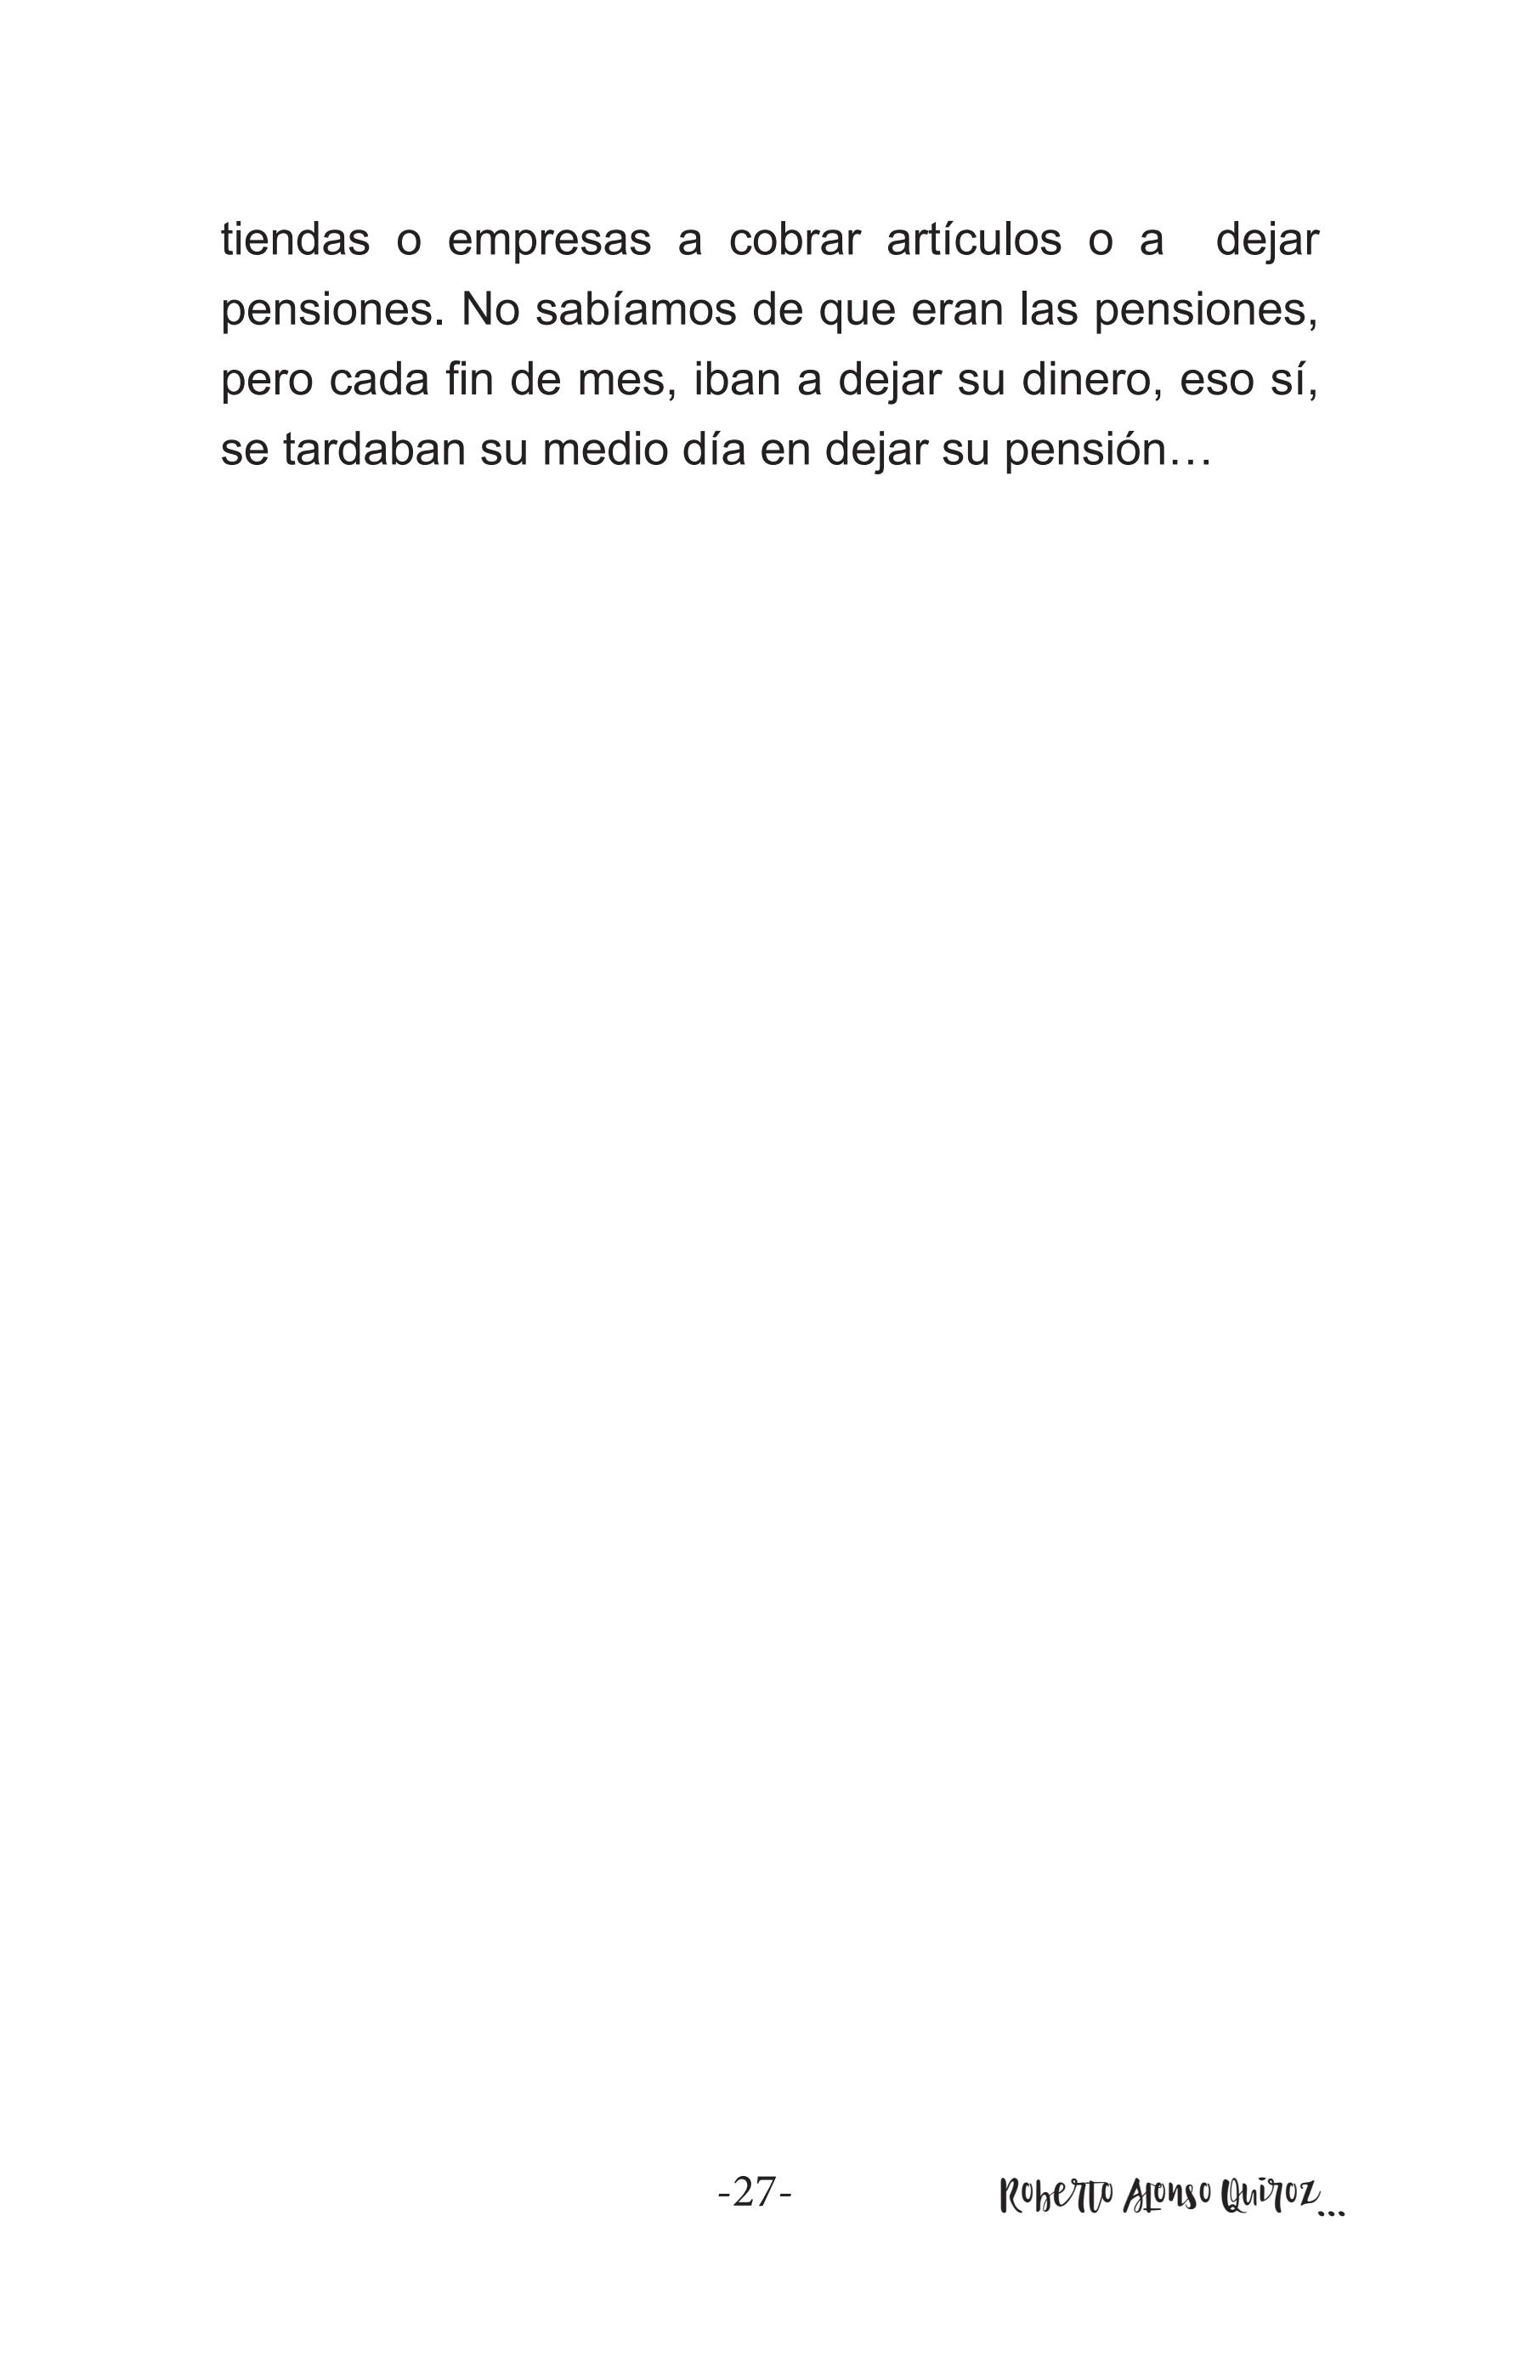 tiendas o empresas a cobrar artículos o a dejar
pensiones. No sabíamos de que eran las pensiones,
pero cada fin de mes, iban a dejar su dinero, eso sí,
se tardaban su medio día en dejar su pensión…
-27-
Roberto Afonso Quiroz...